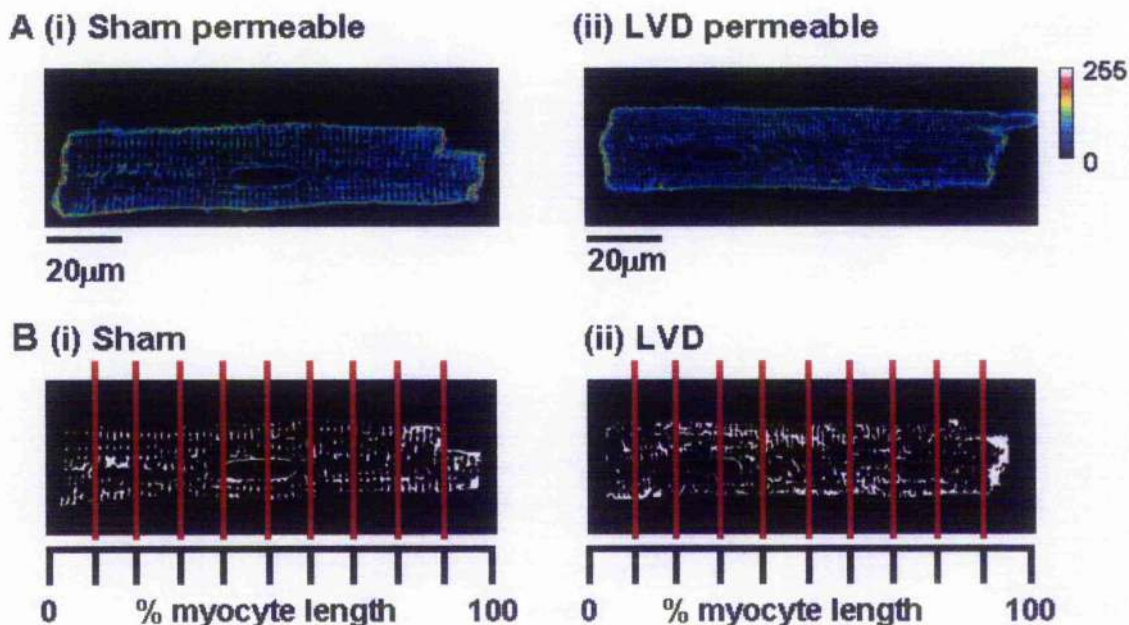 A (i) Sham permeable
(ii) LVD permeable
255
0
20µm
20µm
B (i) Sham
(ii) LVD
0 % myocyte length 100
0 % myocyte length 100